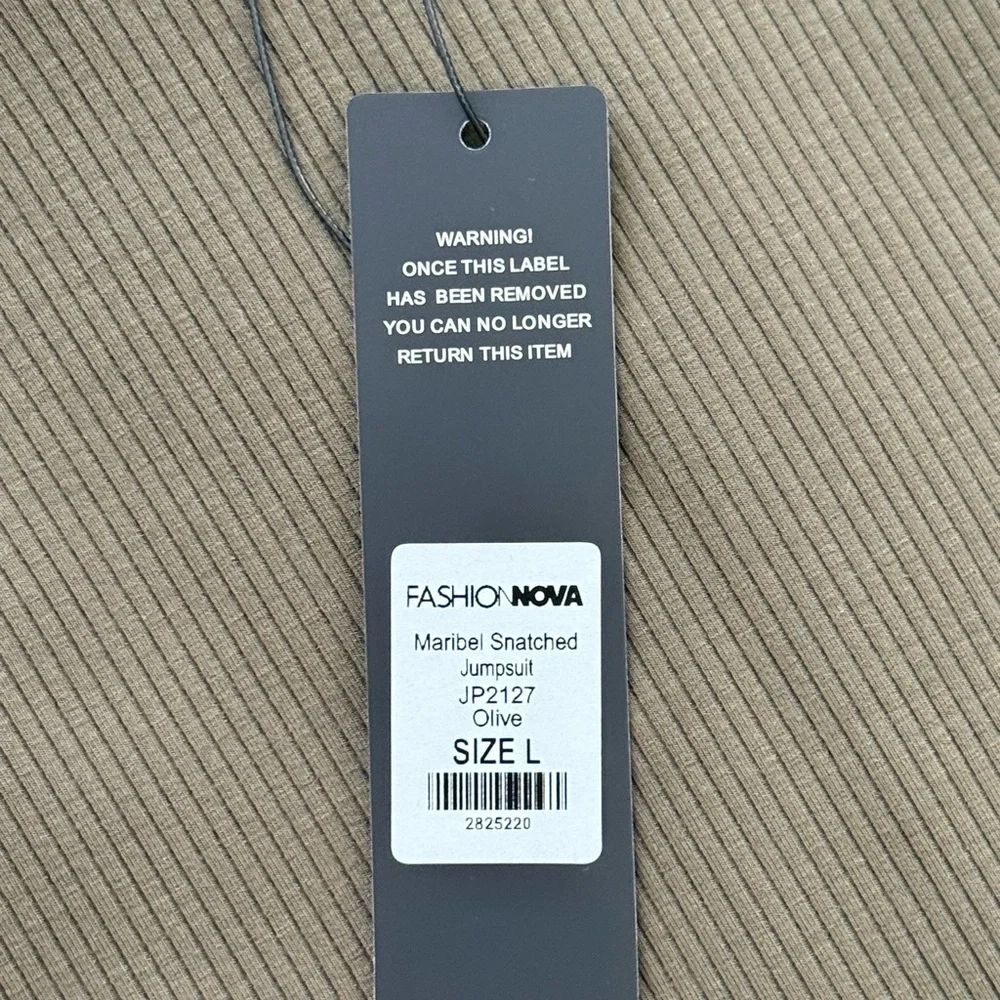 WARNING!
ONCE THIS LABEL
HAS BEEN REMOVED
YOU CAN NO LONGER
RETURN THIS ITEM
FASHIONNOVA
Maribel Snatched
Jumpsuit
JP2127
Olive
SIZE L
2825220